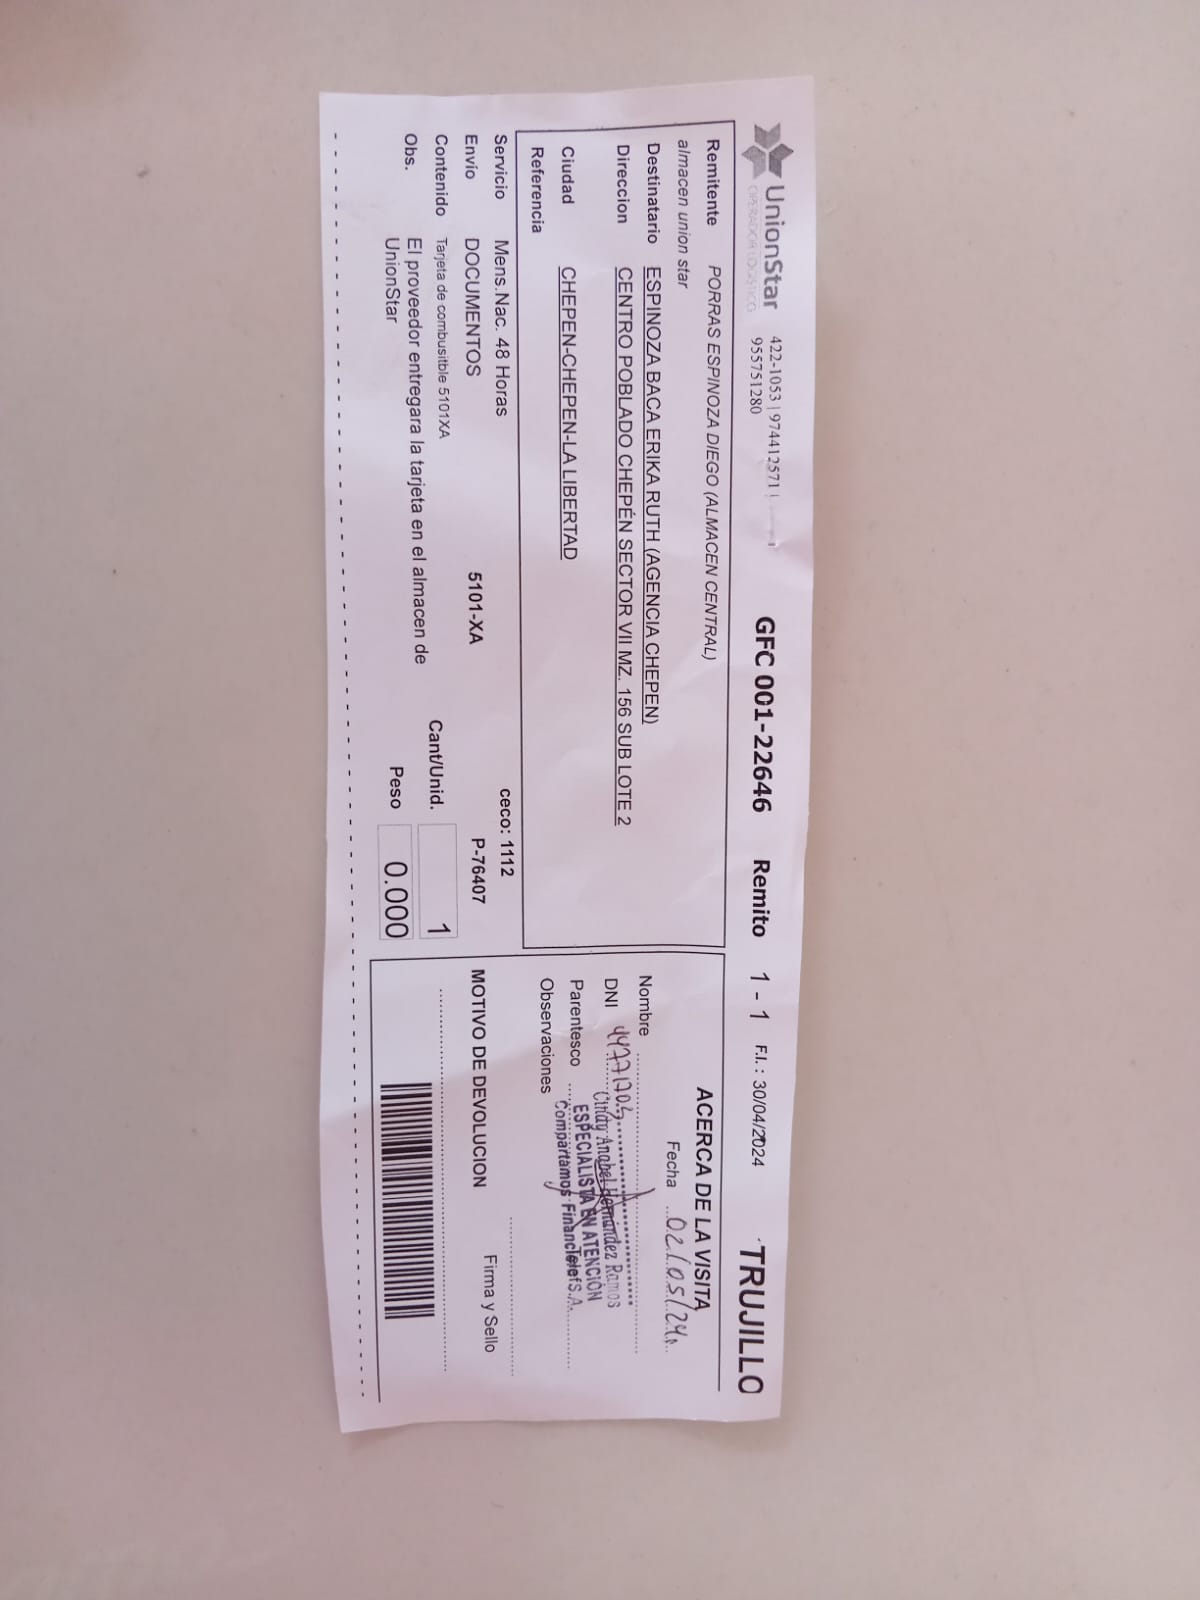 UnionStar
OPERADOR LOGISTICO
422-1053 | 974412571 |
955751280
GFC 001-22646 Remito 1 - 1 F.I. : 30/04/2024 TRUJILLO
Remitente PORRAS ESPINOZA DIEGO (ALMACEN CENTRAL)
almacen union star
Destinatario ESPINOZA BACA ERIKA RUTH (AGENCIA CHEPEN)
Direccion CENTRO POBLADO CHEPÉN SECTOR VII MZ. 156 SUB LOTE 2
Ciudad CHEPEN-CHEPEN-LA LIBERTAD
Referencia
Servicio Mens.Nac. 48 Horas ceco: 1112
Envío DOCUMENTOS 5101-XA P-76407
Contenido Tarjeta de combusitble 5101XA Cant/Unid. 1
Obs. El proveedor entregara la tarjeta en el almacen de
UnionStar
Peso 0.000
ACERCA DE LA VISITA
Fecha 02/05/24
Nombre
DNI
Cindy Anabel Hernández Ramos
Parentesco
ESPECIALISTA EN ATENCIÓN
Observaciones
Compartamos Financiera S.A.
Telef
MOTIVO DE DEVOLUCION
Firma y Sello